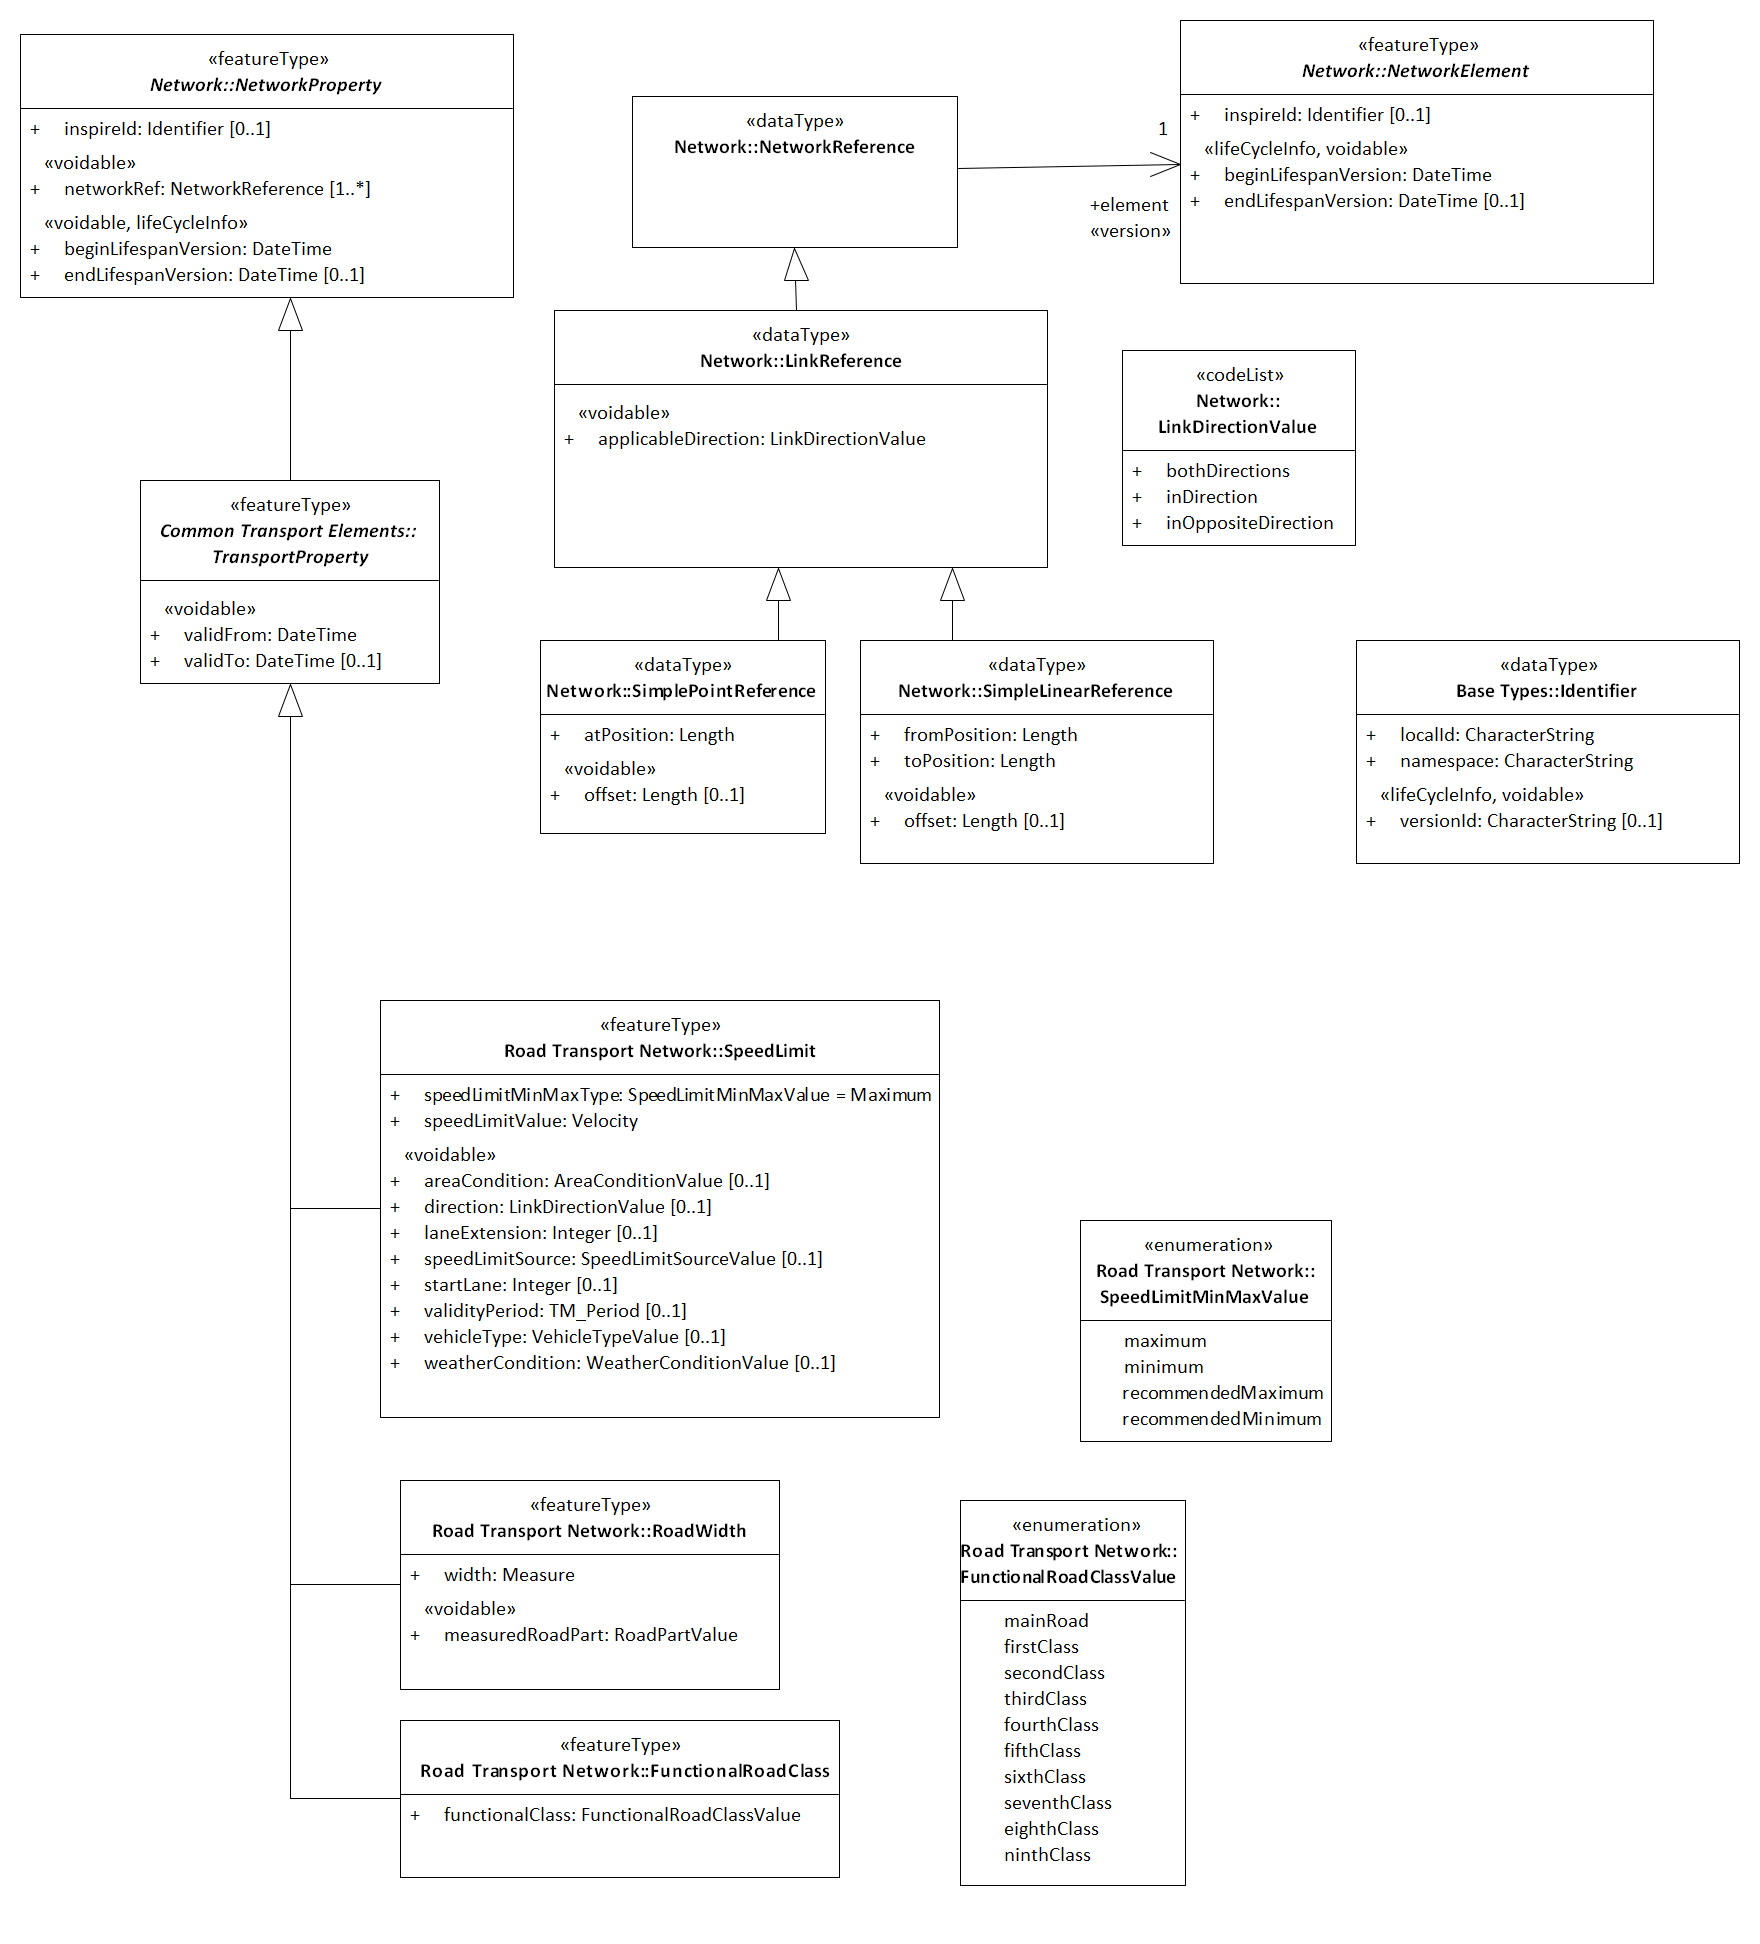 «featureType»
Network::NetworkProperty
+ inspireId: Identifier [0..1]
«voidable»
+ networkRef: NetworkReference [1..*]
«voidable, lifeCycleInfo»
+ beginLifespanVersion: DateTime
+ endLifespanVersion: DateTime [0..1]
«dataType»
Network::NetworkReference
1
+element
«version»
«featureType»
Network::NetworkElement
+ inspireId: Identifier [0..1]
«lifeCycleInfo, voidable»
+ beginLifespanVersion: DateTime
+ endLifespanVersion: DateTime [0..1]
«dataType»
Network::LinkReference
«voidable»
+ applicableDirection: LinkDirectionValue
«codeList»
Network::
LinkDirectionValue
+ bothDirections
+ inDirection
+ inOppositeDirection
«featureType»
Common Transport Elements::
TransportProperty
«voidable»
+ validFrom: DateTime
+ validTo: DateTime [0..1]
«dataType»
Network::SimplePointReference
+ atPosition: Length
«voidable»
+ offset: Length [0..1]
«dataType»
Network::SimpleLinearReference
+ fromPosition: Length
+ toPosition: Length
«voidable»
+ offset: Length [0..1]
«dataType»
Base Types::Identifier
+ localId: CharacterString
+ namespace: CharacterString
«lifeCycleInfo, voidable»
+ versionId: CharacterString [0..1]
«featureType»
Road Transport Network::SpeedLimit
+ speedLimitMinMaxType: SpeedLimitMinMaxValue = Maximum
+ speedLimitValue: Velocity
«voidable»
+ areaCondition: AreaConditionValue [0..1]
+ direction: LinkDirectionValue [0..1]
+ laneExtension: Integer [0..1]
+ speedLimitSource: SpeedLimitSourceValue [0..1]
+ startLane: Integer [0..1]
+ validityPeriod: TM_Period [0..1]
+ vehicleType: VehicleTypeValue [0..1]
+ weatherCondition: WeatherConditionValue [0..1]
«enumeration»
Road Transport Network::
SpeedLimitMinMaxValue
maximum
minimum
recommendedMaximum
recommendedMinimum
«featureType»
Road Transport Network::RoadWidth
+ width: Measure
«voidable»
+ measuredRoadPart: RoadPartValue
«enumeration»
Road Transport Network::
FunctionalRoadClassValue
mainRoad
firstClass
secondClass
thirdClass
fourthClass
fifthClass
sixthClass
seventhClass
eighthClass
ninthClass
«featureType»
Road Transport Network::FunctionalRoadClass
+ functionalClass: FunctionalRoadClassValue